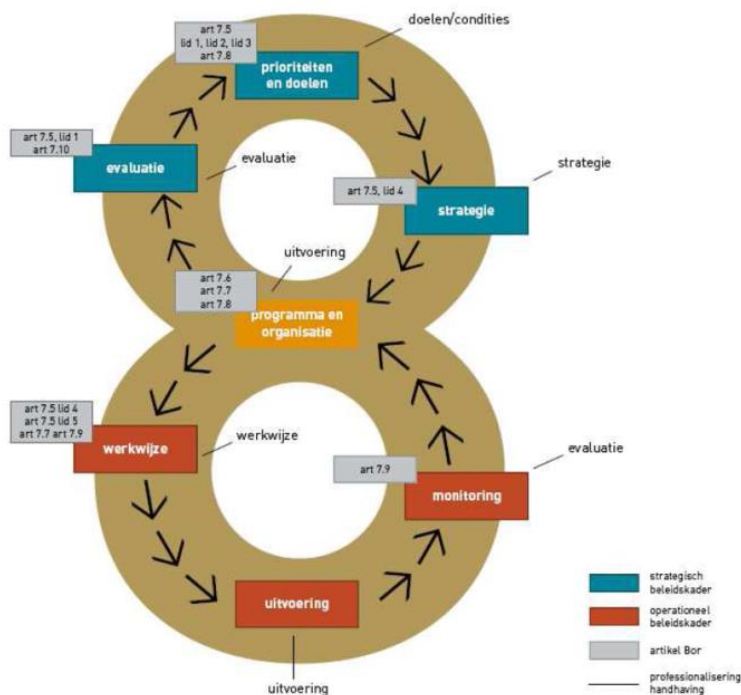 doelen/condities
art 7.5
lid 1, lid 2, lid 3
art 7.8
prioriteiten
en doelen
art 7.5, lid 1
art 7.10
evaluatie
evaluatie
strategie
art 7.5, lid 4
strategie
uitvoering
art 7.6
art 7.7
art 7.8
programma en
organisatie
art 7.5 lid 4
art 7.5 lid 5
art 7.7 art 7.9
werkwijze
werkwijze
evaluatie
art 7.9
monitoring
uitvoering
uitvoering
strategisch
beleidskader
operationeel
beleidskader
artikel Bor
professionalisering
handhaving